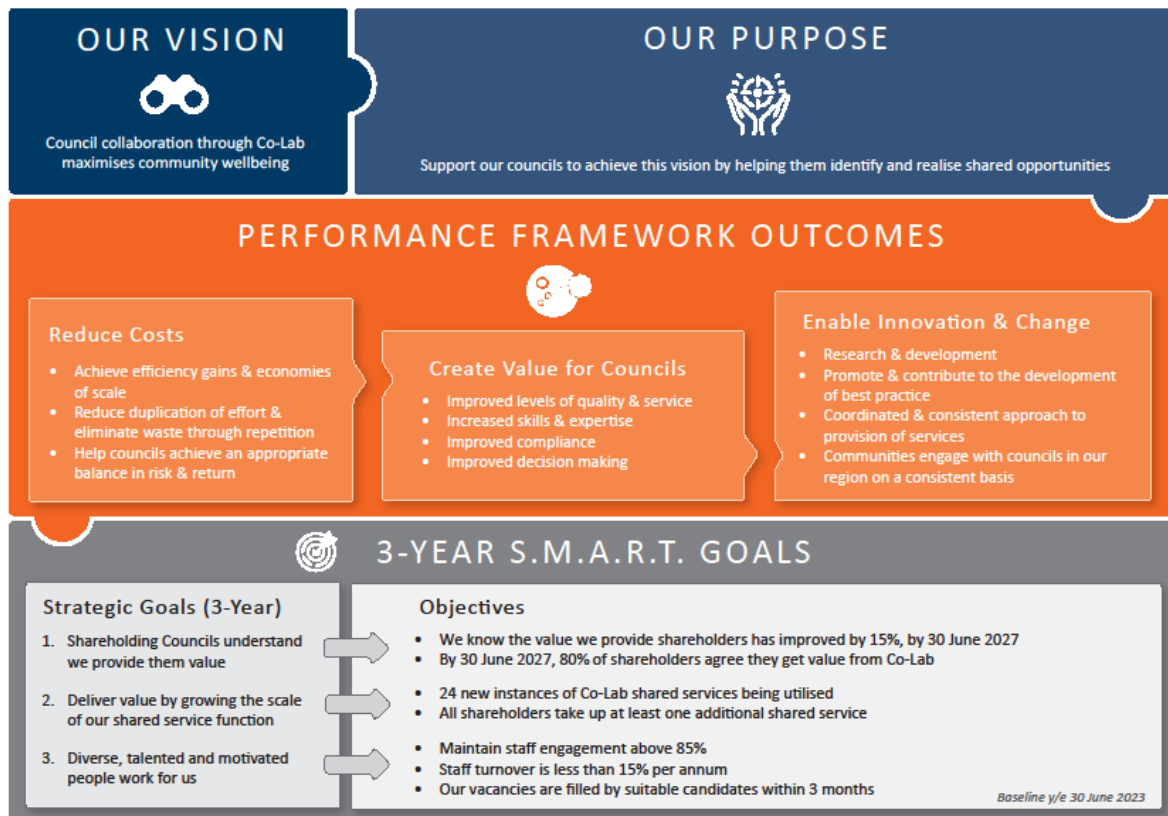 OUR VISION
Council collaboration through Co-Lab
maximises community wellbeing
OUR PURPOSE
Support our councils to achieve this vision by helping them identify and realise shared opportunities
PERFORMANCE FRAMEWORK OUTCOMES
Reduce Costs
• Achieve efficiency gains & economies
of scale
• Reduce duplication of effort &
eliminate waste through repetition
• Help councils achieve an appropriate
balance in risk & return
Create Value for Councils
• Improved levels of quality & service
• Increased skills & expertise
• Improved compliance
• Improved decision making
Enable Innovation & Change
• Research & development
• Promote & contribute to the development
of best practice
• Coordinated & consistent approach to
provision of services
• Communities engage with councils in our
region on a consistent basis
3-YEAR S.M.A.R.T. GOALS
Strategic Goals (3-Year)
1. Shareholding Councils understand
we provide them value
2. Deliver value by growing the scale
of our shared service function
3. Diverse, talented and motivated
people work for us
Objectives
• We know the value we provide shareholders has improved by 15%, by 30 June 2027
• By 30 June 2027, 80% of shareholders agree they get value from Co-Lab
• 24 new instances of Co-Lab shared services being utilised
• All shareholders take up at least one additional shared service
• Maintain staff engagement above 85%
• Staff turnover is less than 15% per annum
• Our vacancies are filled by suitable candidates within 3 months
Baseline y/e 30 June 2023